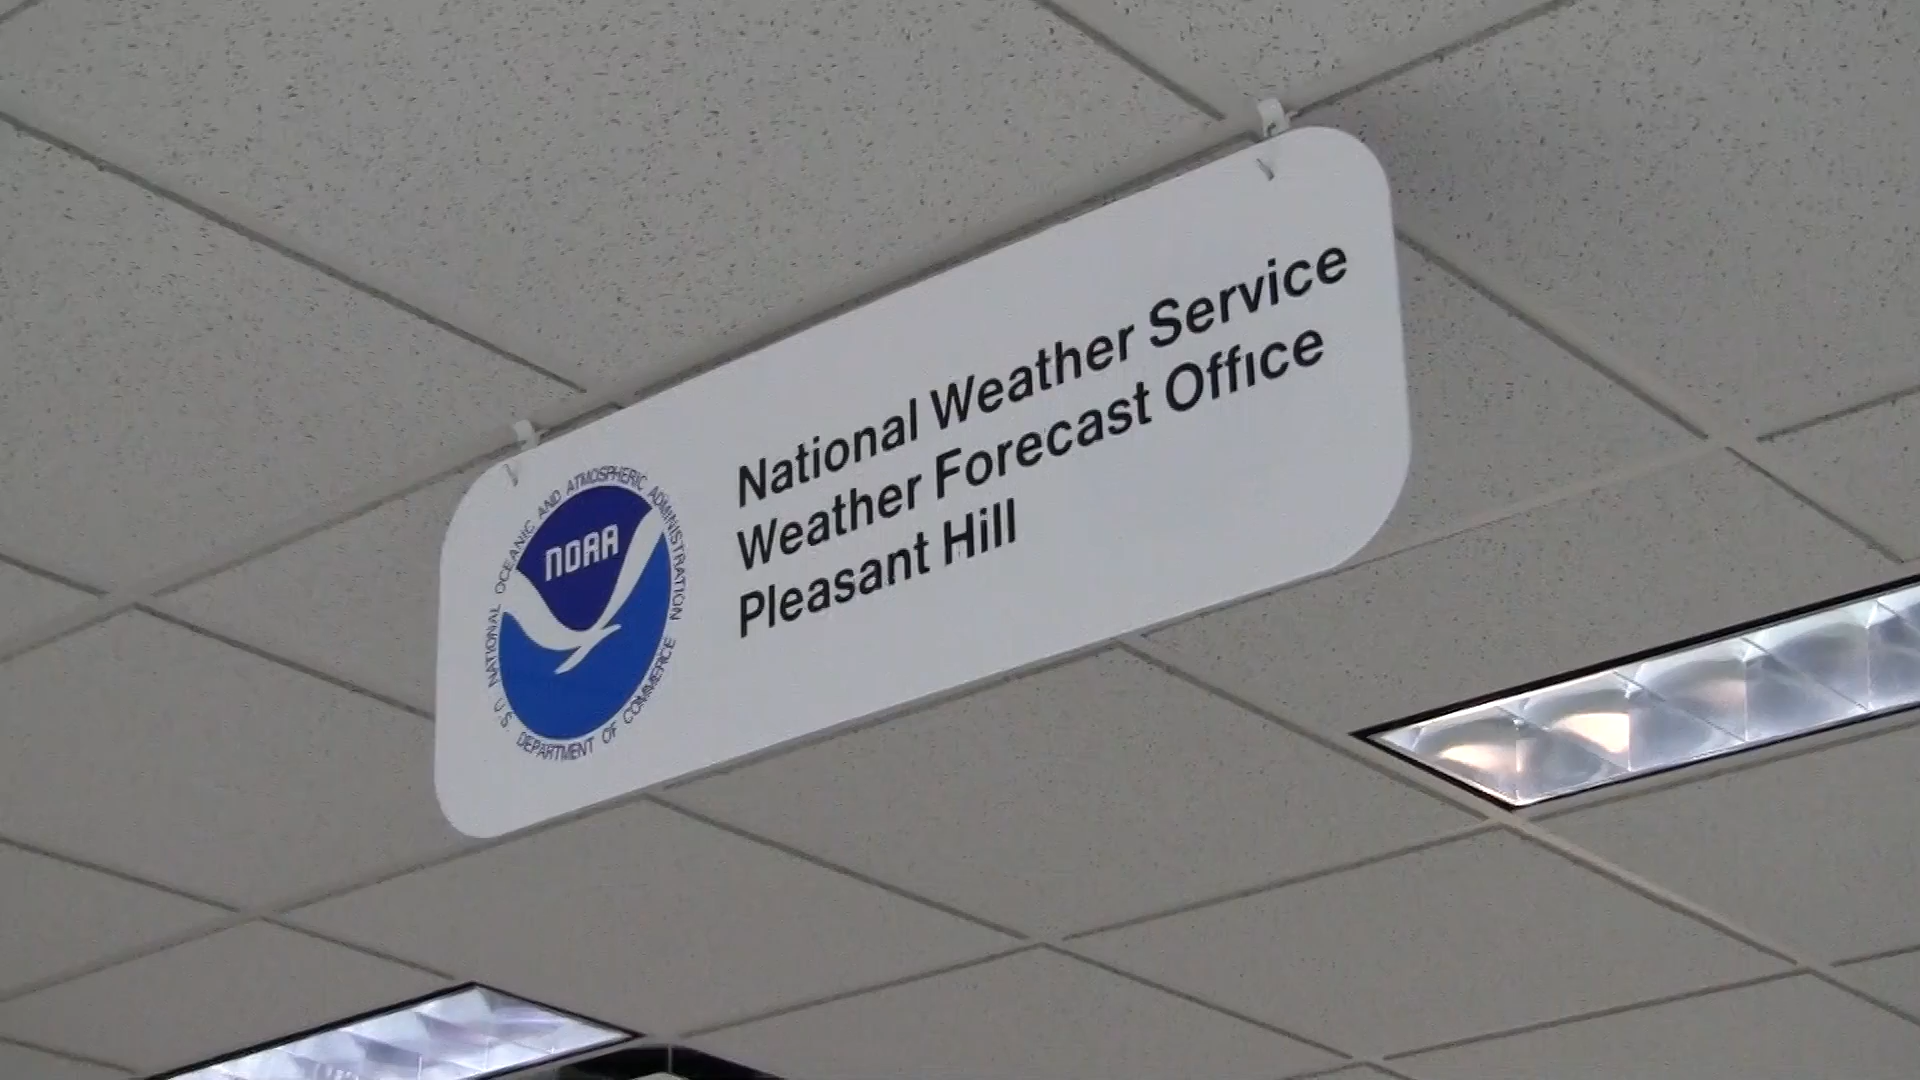 National Weather Service
Weather Forecast Office
Pleasant Hill
NATIONAL OCEANIC AND ATMOSPHERIC ADMINISTRATION
NOAA
U.S. DEPARTMENT OF COMMERCE